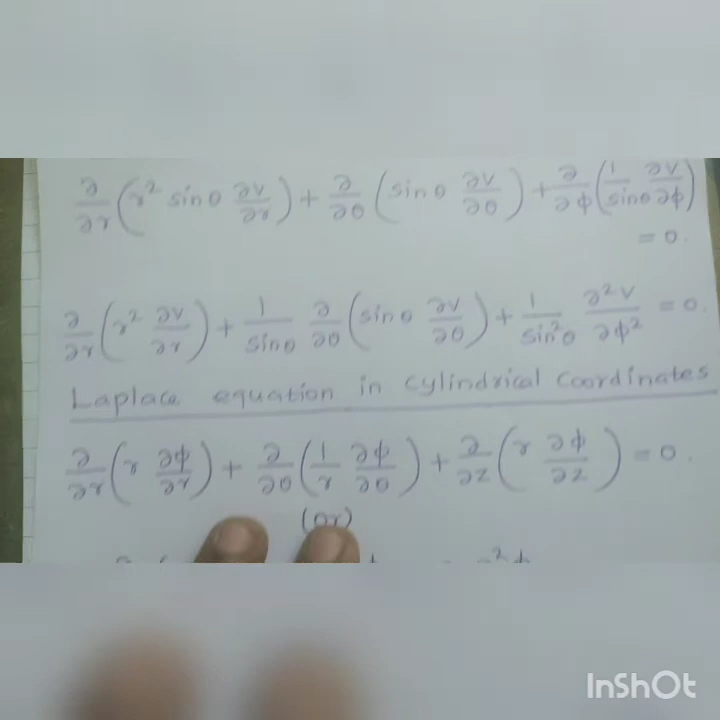 ∂/∂r (r² sinθ ∂V/∂r) + ∂/∂θ (sinθ ∂V/∂θ) + ∂/∂ϕ (1/sinθ ∂V/∂ϕ)
= 0.
∂/∂r (r² ∂V/∂r) + 1/sinθ ∂/∂θ (sinθ ∂V/∂θ) + 1/sin²θ ∂²V/∂ϕ² = 0.
Laplace equation in cylindrical coordinates
∂/∂r (r ∂ϕ/∂r) + ∂/∂θ (1/r ∂ϕ/∂θ) + ∂/∂z (r ∂ϕ/∂z) = 0.
(or)
InShOt